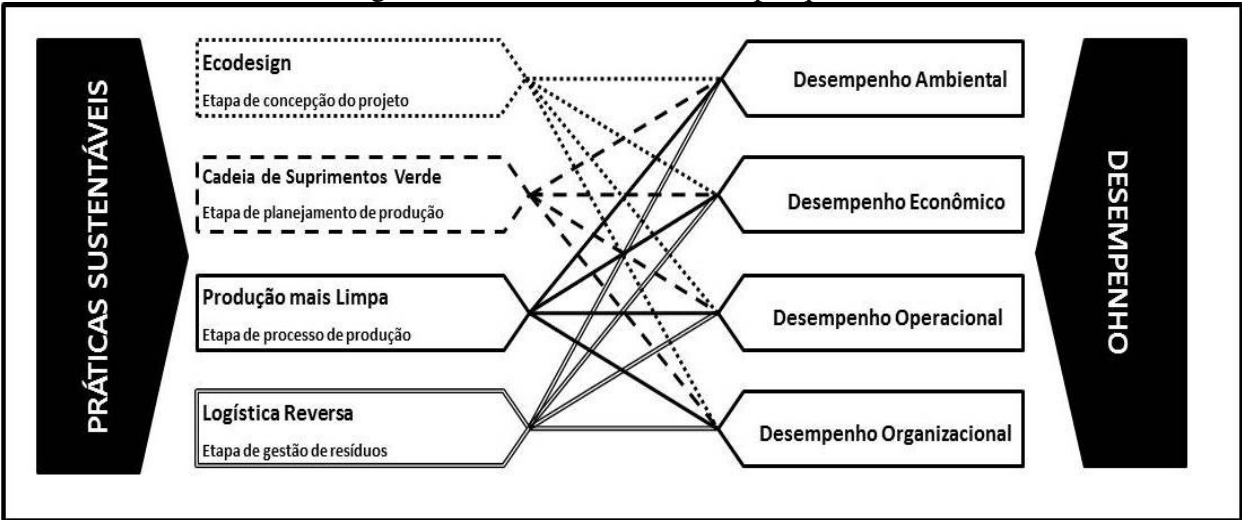 PRÁTICAS SUSTENTÁVEIS
Ecodesign
Etapa de concepção do projeto
Cadeia de Suprimentos Verde
Etapa de planejamento de produção
Produção mais Limpa
Etapa de processo de produção
Logística Reversa
Etapa de gestão de resíduos
Desempenho Ambiental
Desempenho Econômico
Desempenho Operacional
Desempenho Organizacional
DESEMPENHO